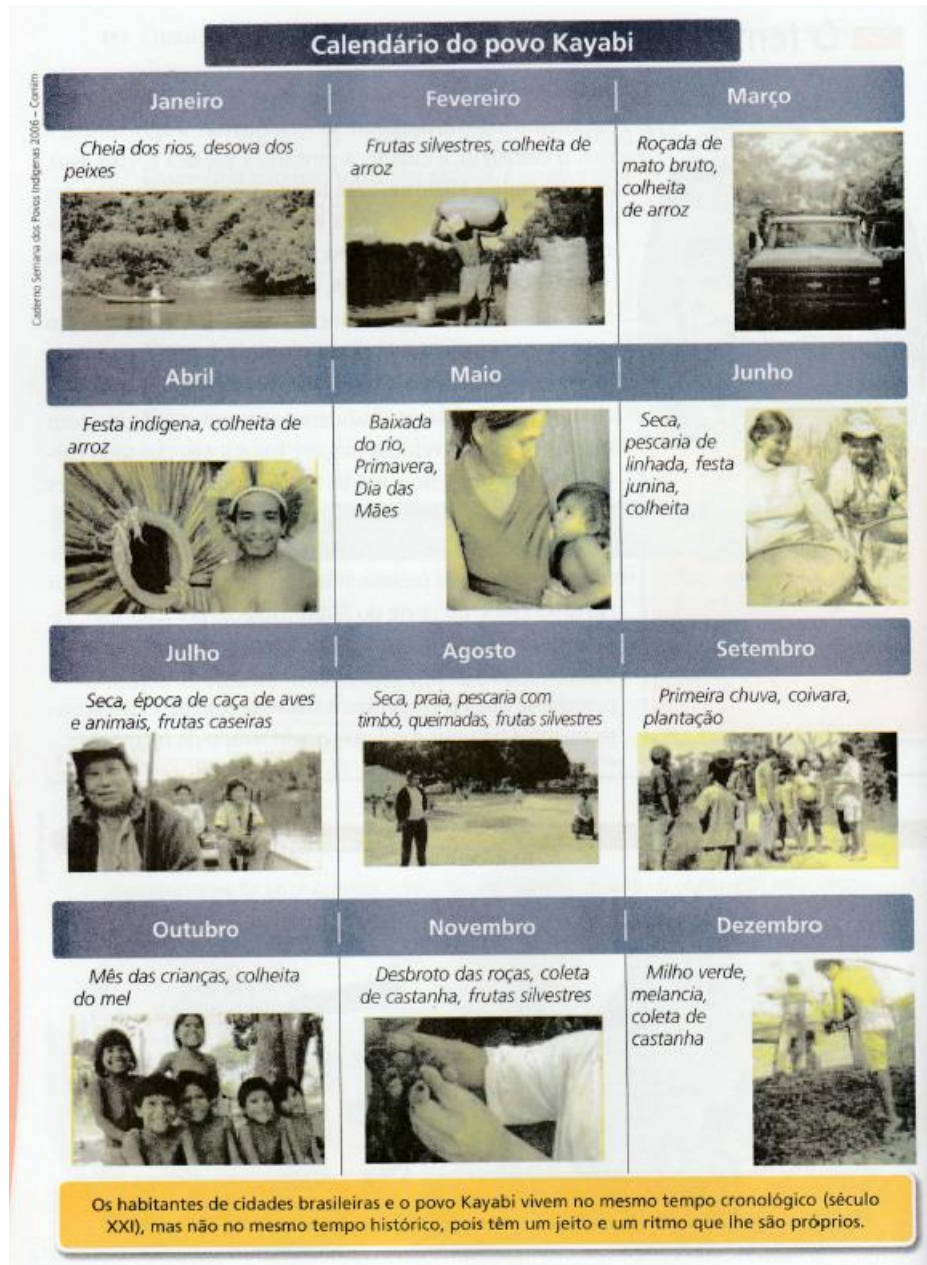 Calendário do povo Kayabi
Caderno Semana dos Povos Indígenas 2006 – Comim
Janeiro
Fevereiro
Março
Cheia dos rios, desova dos
peixes
Frutas silvestres, colheita de
arroz
Roçada de
mato bruto,
colheita
de arroz
Abril
Maio
Junho
Festa indígena, colheita de
arroz
Baixada
do rio,
Primavera,
Dia das
Mães
Seca,
pescaria de
linhada, festa
junina,
colheita
Julho
Agosto
Setembro
Seca, época de caça de aves
e animais, frutas caseiras
Seca, praia, pescaria com
timbó, queimadas, frutas silvestres
Primeira chuva, coivara,
plantação
Outubro
Novembro
Dezembro
Mês das crianças, colheita
do mel
Desbroto das roças, coleta
de castanha, frutas silvestres
Milho verde,
melancia,
coleta de
castanha
Os habitantes de cidades brasileiras e o povo Kayabi vivem no mesmo tempo cronológico (século
XXI), mas não no mesmo tempo histórico, pois têm um jeito e um ritmo que lhe são próprios.